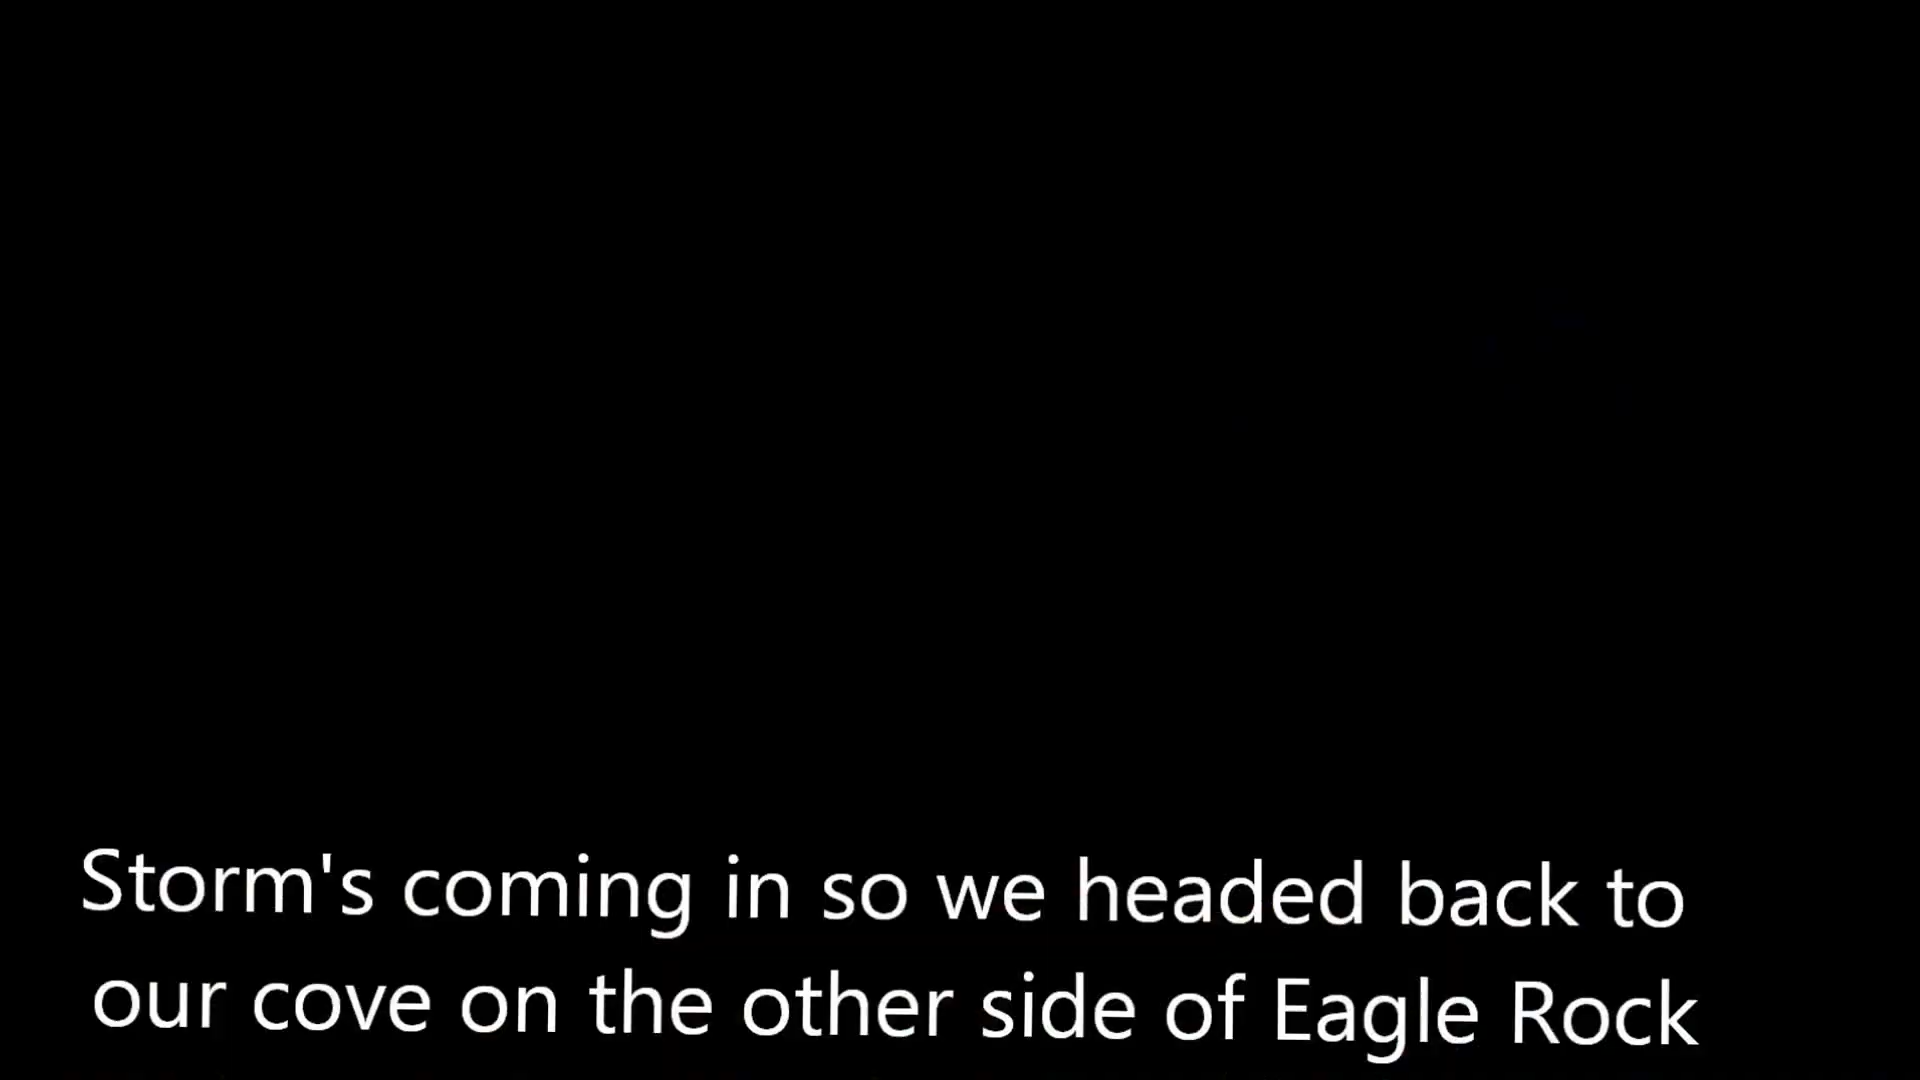 Storm's coming in so we headed back to
our cove on the other side of Eagle Rock